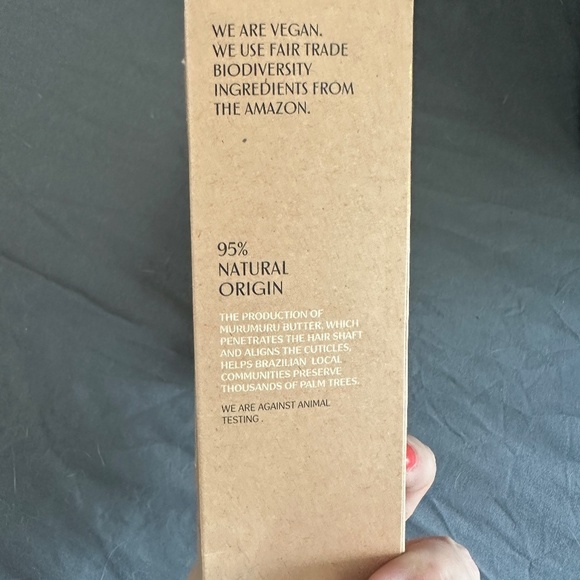 WE ARE VEGAN.
WE USE FAIR TRADE
BIODIVERSITY
INGREDIENTS FROM
THE AMAZON.
95%
NATURAL
ORIGIN
THE PRODUCTION OF
MURUMURU BUTTER, WHICH
PENETRATES THE HAIR SHAFT
AND ALIGNS THE CUTICLES,
HELPS BRAZILIAN LOCAL
COMMUNITIES PRESERVE
THOUSANDS OF PALM TREES.
WE ARE AGAINST ANIMAL
TESTING .